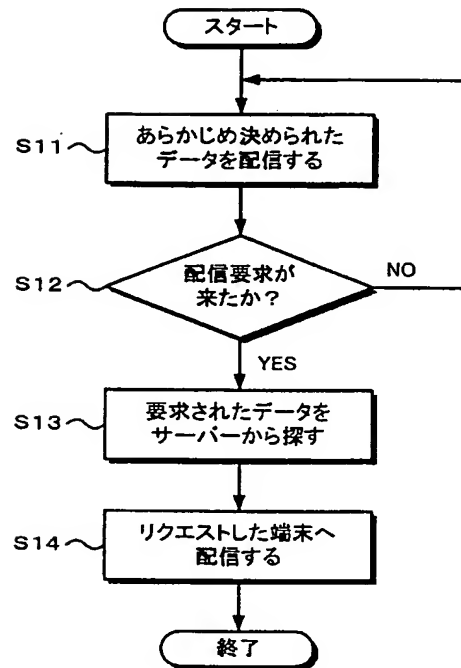 スタート
S11
あらかじめ決められた
データを配信する
S12
配信要求が
来たか？
NO
YES
S13
要求されたデータを
サーバーから探す
S14
リクエストした端末へ
配信する
終了